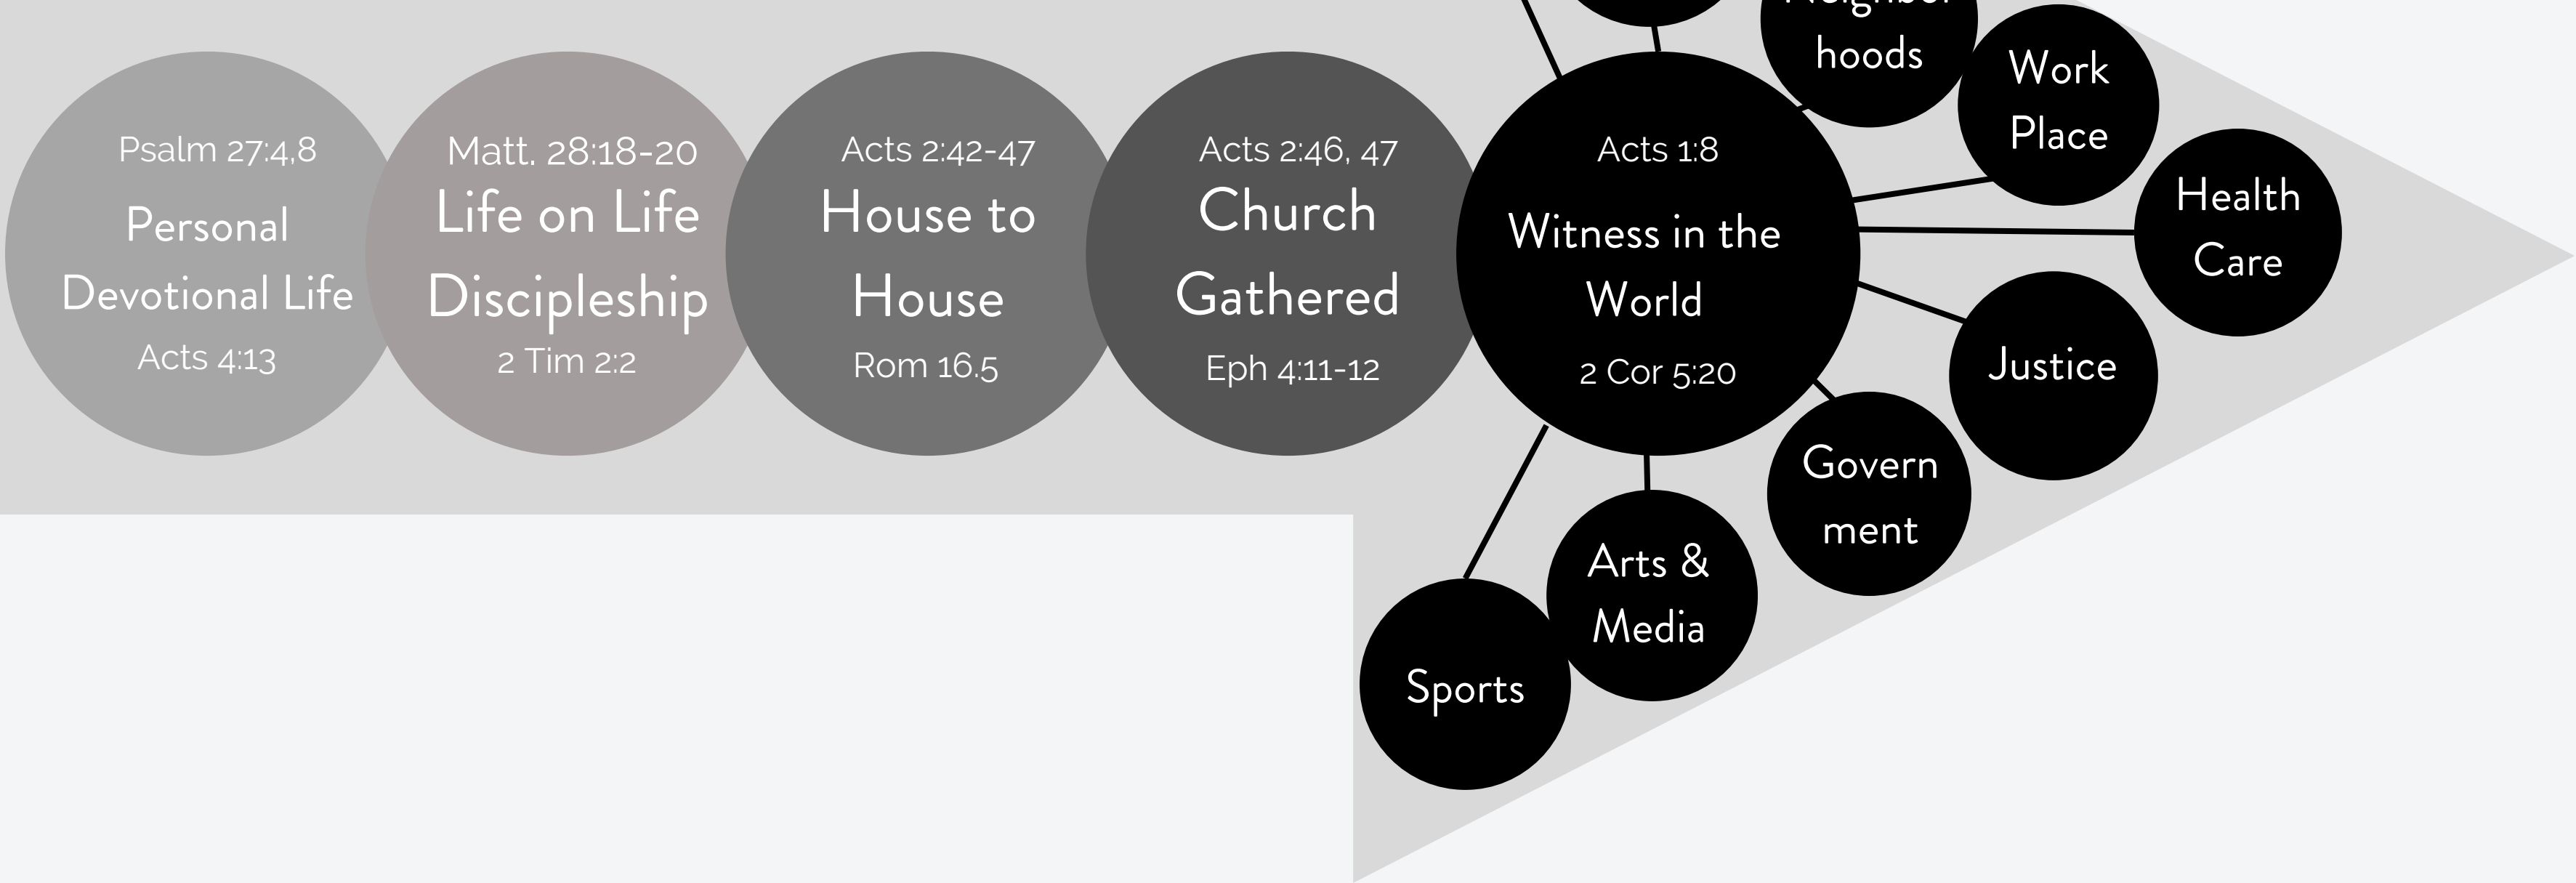 Psalm 27:4,8
Personal
Devotional Life
Acts 4:13
Matt. 28:18-20
Life on Life
Discipleship
2 Tim 2:2
Acts 2:42-47
House to
House
Rom 16.5
Acts 2:46, 47
Church
Gathered
Eph 4:11-12
Acts 1:8
Witness in the
World
2 Cor 5:20
Neighbor
hoods
Work
Place
Health
Care
Justice
Govern
ment
Arts &
Media
Sports